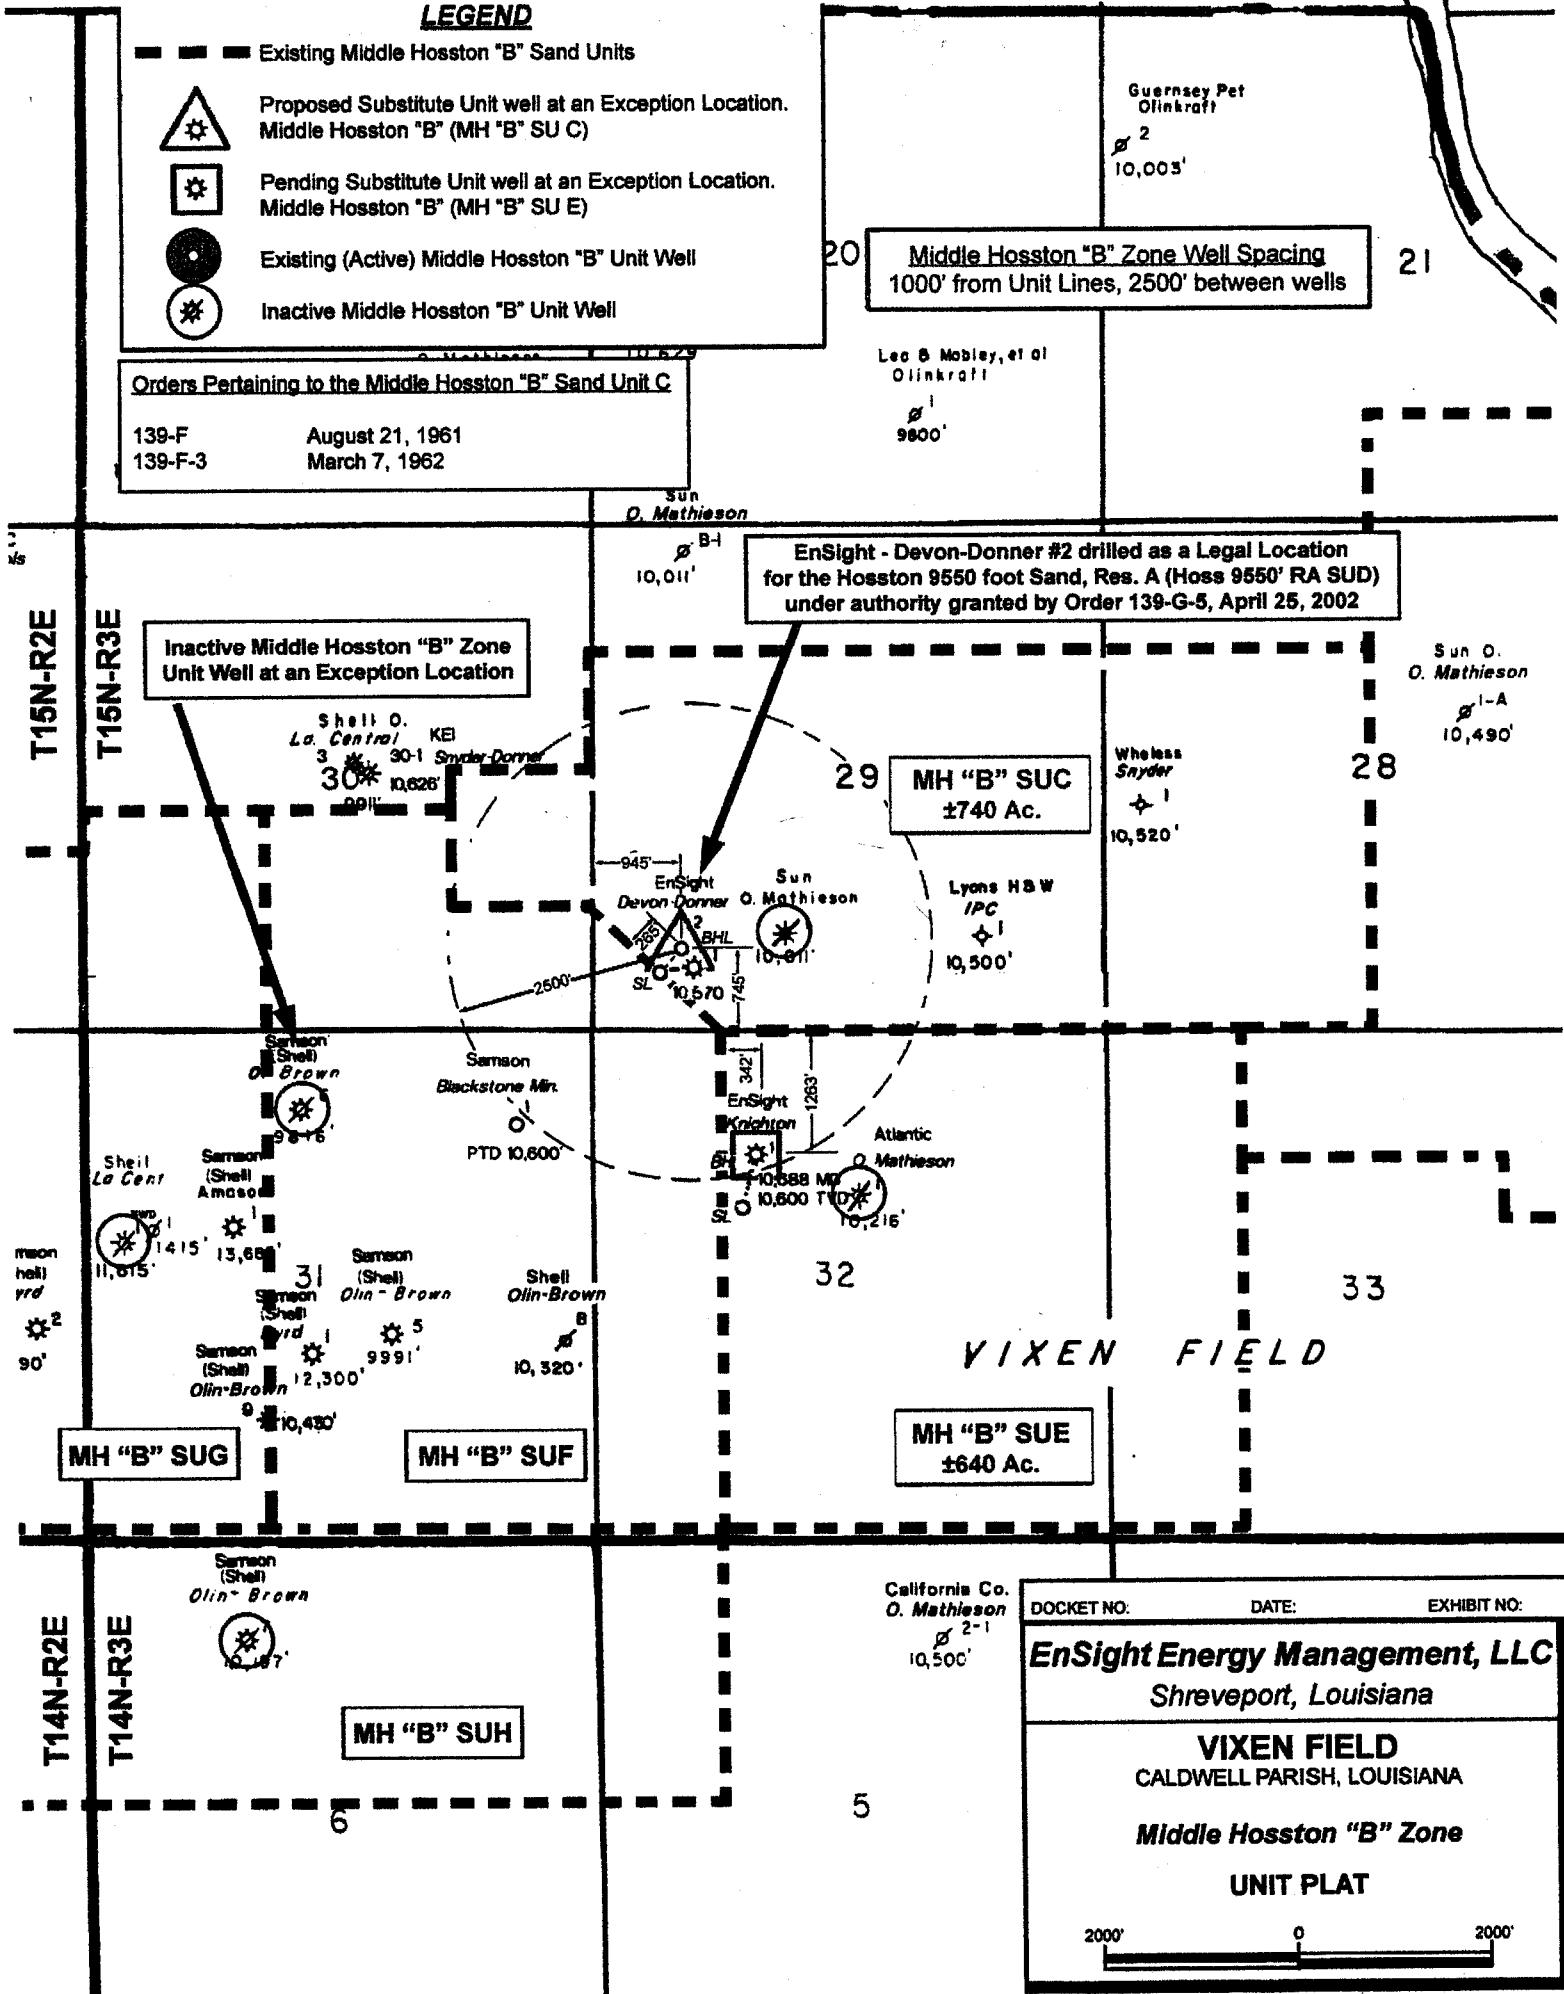 LEGEND
Existing Middle Hosston "B" Sand Units
Proposed Substitute Unit well at an Exception Location.
Middle Hosston "B" (MH "B" SU C)
Pending Substitute Unit well at an Exception Location.
Middle Hosston "B" (MH "B" SU E)
Existing (Active) Middle Hosston "B" Unit Well
Inactive Middle Hosston "B" Unit Well
Guernsey Pet
Olinkraft
2
10,003'
20
Middle Hosston "B" Zone Well Spacing
1000' from Unit Lines, 2500' between wells
21
Orders Pertaining to the Middle Hosston "B" Sand Unit C
139-F August 21, 1961
139-F-3 March 7, 1962
Leo B Mobley, et al
Olinkraft
1
9800'
Sun
O. Mathieson
B-1
10,011'
EnSight - Devon-Donner #2 drilled as a Legal Location
for the Hosston 9550 foot Sand, Res. A (Hoss 9550' RA SUD)
under authority granted by Order 139-G-5, April 25, 2002
T15N-R2E
T15N-R3E
Inactive Middle Hosston "B" Zone
Unit Well at an Exception Location
Sun O.
O. Mathieson
1-A
10,490'
Shell O.
La. Central
3
KEI
30-1 Snyder-Donner
10,626'
30
29
MH "B" SUC
±740 Ac.
Wheless
Snyder
1
10,520'
28
945'
EnSight
Devon-Donner
2
265'
BHL
SL
1
10,570
2500'
745'
Sun
O. Mathieson
1
Lyons H&W
IPC
1
10,500'
Samson
(Shell)
O. Brown
Samson
Blackstone Min.
1
PTD 10,600'
342'
1263'
EnSight
Knighton
1
10,688 MD
10,600 TVD
SL
Atlantic
Mathieson
1
10,216'
Shell
La Cent
SWD
1
1415'
11,615'
Samson
(Shell)
Amason
1
31
Samson
(Shell)
Olin-Brown
5
9991'
Shell
Olin-Brown
8
10,320'
32
33
2
90'
Samson
(Shell)
Byrd
1
12,300'
Samson
(Shell)
Olin-Brown
9
10,430'
VIXEN FIELD
MH "B" SUG
MH "B" SUF
MH "B" SUE
±640 Ac.
Samson
(Shell)
Olin-Brown
T14N-R2E
T14N-R3E
MH "B" SUH
California Co.
O. Mathieson
2-1
10,500'
6
5
DOCKET NO: DATE: EXHIBIT NO:
EnSight Energy Management, LLC
Shreveport, Louisiana
VIXEN FIELD
CALDWELL PARISH, LOUISIANA
Middle Hosston "B" Zone
UNIT PLAT
2000' 0 2000'